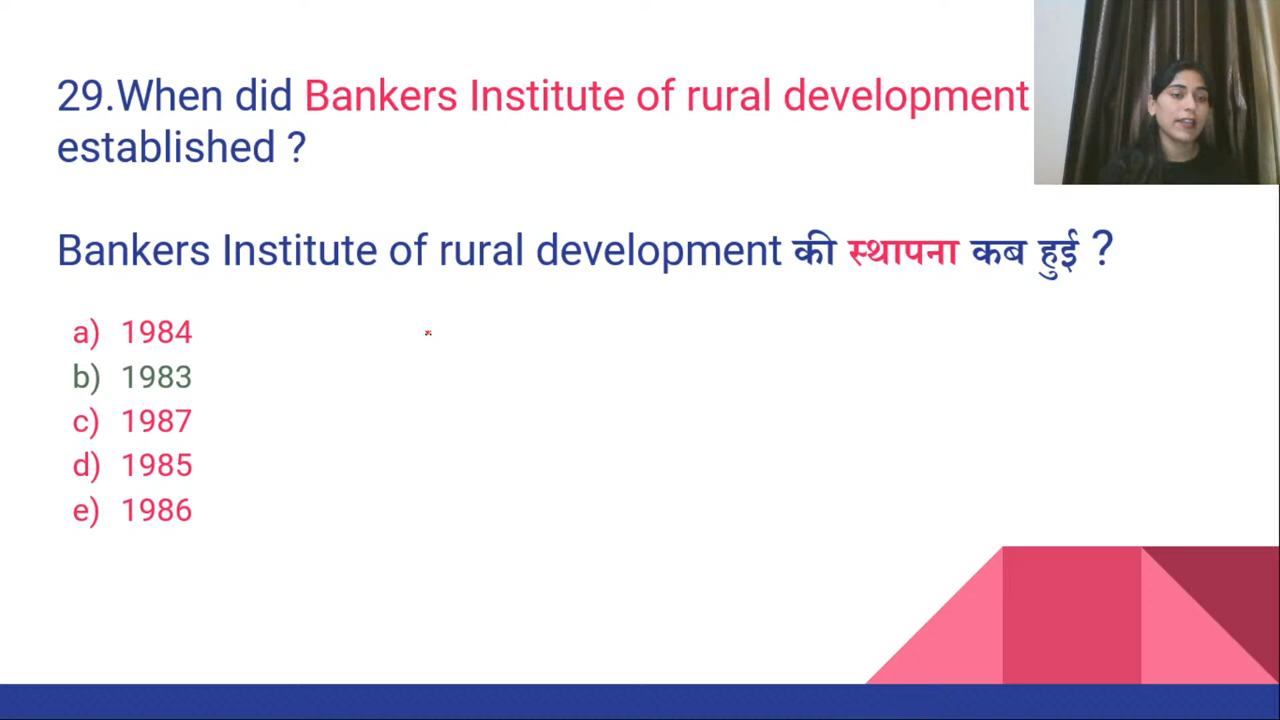 29.When did Bankers Institute of rural development
established ?
Bankers Institute of rural development की स्थापना कब हुई ?
a) 1984
b) 1983
c) 1987
d) 1985
e) 1986